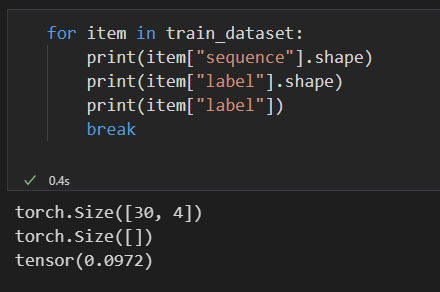 for item in train_dataset:
    print(item["sequence"].shape)
    print(item["label"].shape)
    print(item["label"])
    break
0.4s
torch.Size([30, 4])
torch.Size([])
tensor(0.0972)